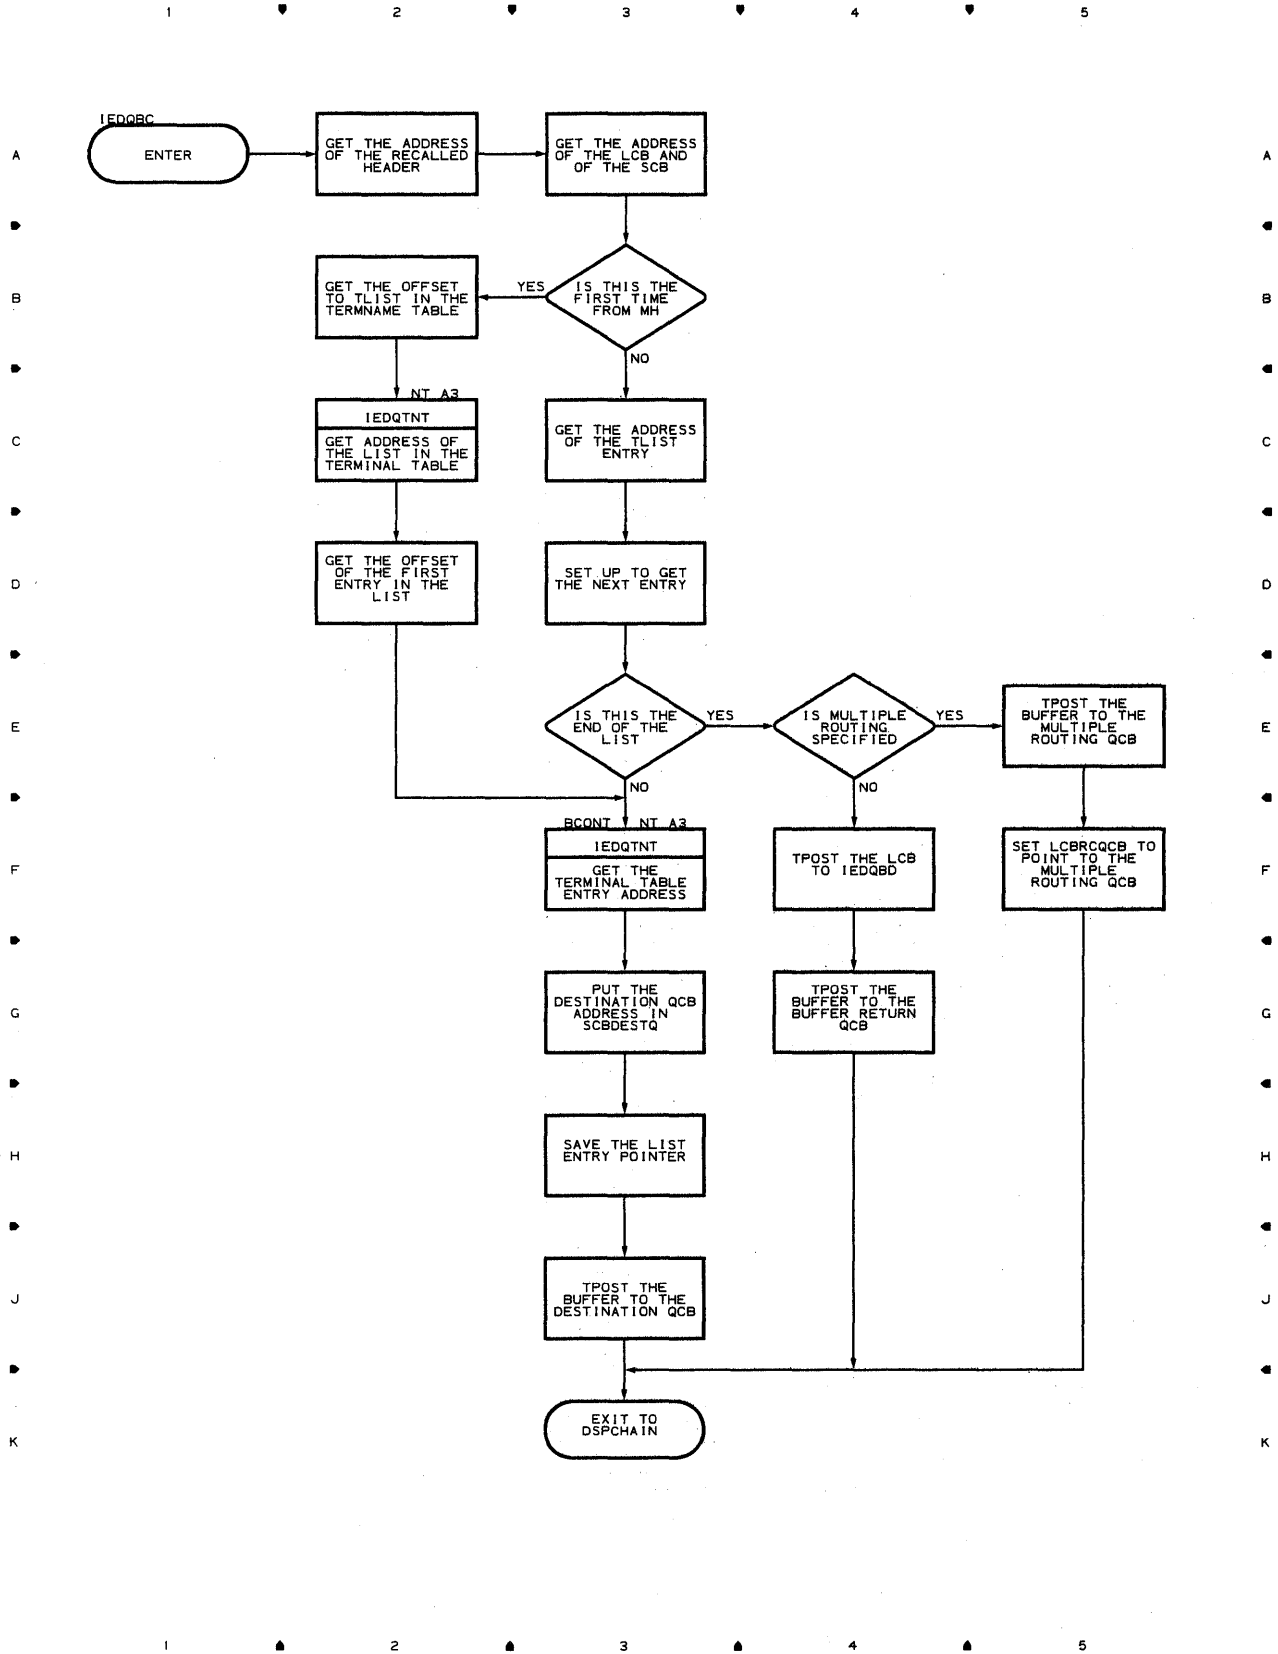 1 2 3 4 5
IEDQBC
A
ENTER
GET THE ADDRESS
OF THE RECALLED
HEADER
GET THE ADDRESS
OF THE LCB AND
OF THE SCB
A
B
GET THE OFFSET
TO TLIST IN THE
TERMNAME TABLE
YES
IS THIS THE
FIRST TIME
FROM MH
B
NO
NT A3
C
IEDQTNT
GET ADDRESS OF
THE LIST IN THE
TERMINAL TABLE
GET THE ADDRESS
OF THE TLIST
ENTRY
C
D
GET THE OFFSET
OF THE FIRST
ENTRY IN THE
LIST
SET UP TO GET
THE NEXT ENTRY
D
E
IS THIS THE
END OF THE
LIST
YES
IS MULTIPLE
ROUTING
SPECIFIED
YES
TPOST THE
BUFFER TO THE
MULTIPLE
ROUTING QCB
E
NO
NO
BCONT NT A3
F
IEDQTNT
GET THE
TERMINAL TABLE
ENTRY ADDRESS
TPOST THE LCB
TO IEDQBD
SET LCBRCQCB TO
POINT TO THE
MULTIPLE
ROUTING QCB
F
G
PUT THE
DESTINATION QCB
ADDRESS IN
SCBDESTQ
TPOST THE
BUFFER TO THE
BUFFER RETURN
QCB
G
H
SAVE THE LIST
ENTRY POINTER
H
J
TPOST THE
BUFFER TO THE
DESTINATION QCB
J
K
EXIT TO
DSPCHAIN
K
1 2 3 4 5